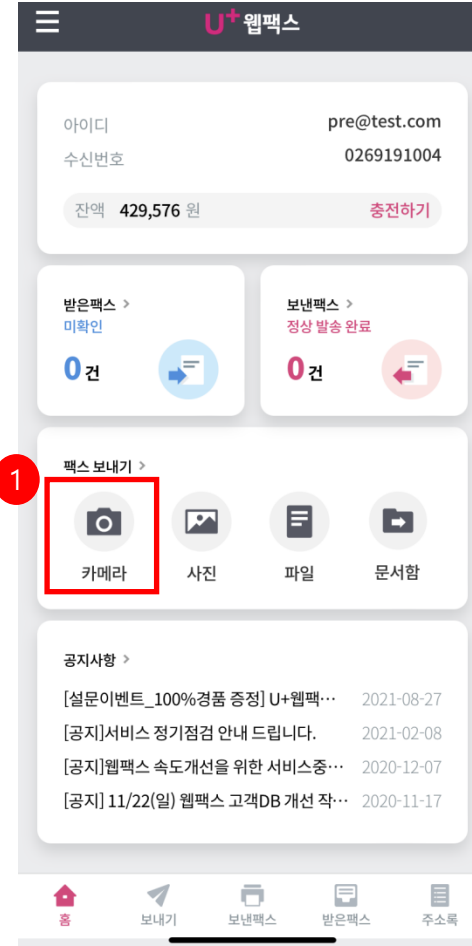 U+웹팩스
아이디 pre@test.com
수신번호 0269191004
잔액 429,576 원 충전하기
받은팩스 >
미확인
0 건
보낸팩스 >
정상 발송 완료
0 건
1
팩스 보내기 >
카메라 사진 파일 문서함
공지사항 >
[설문이벤트_100%경품 증정] U+웹팩… 2021-08-27
[공지]서비스 정기점검 안내 드립니다. 2021-02-08
[공지]웹팩스 속도개선을 위한 서비스중… 2020-12-07
[공지] 11/22(일) 웹팩스 고객DB 개선 작… 2020-11-17
홈 보내기 보낸팩스 받은팩스 주소록